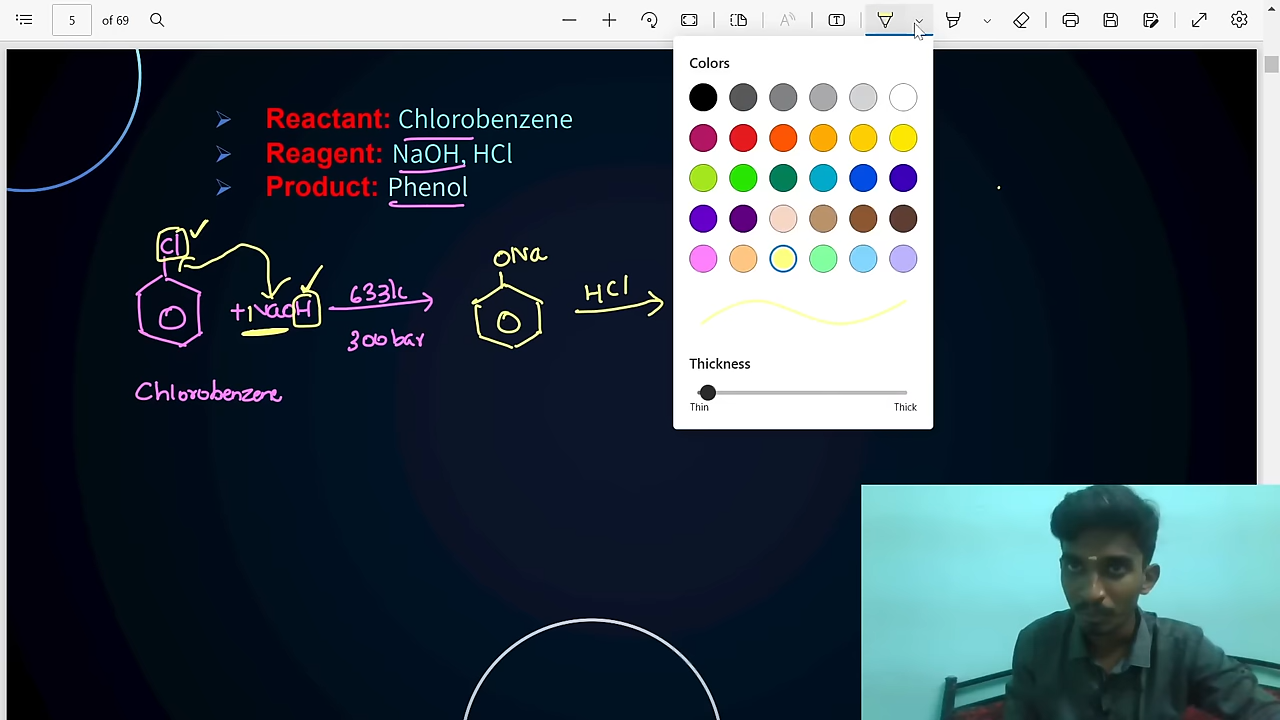 5 of 69
Colors
Reactant: Chlorobenzene
Reagent: NaOH, HCl
Product: Phenol
Cl
+NaOH
633k
300 bar
ONa
HCl
Chlorobenzene
Thickness
Thin
Thick